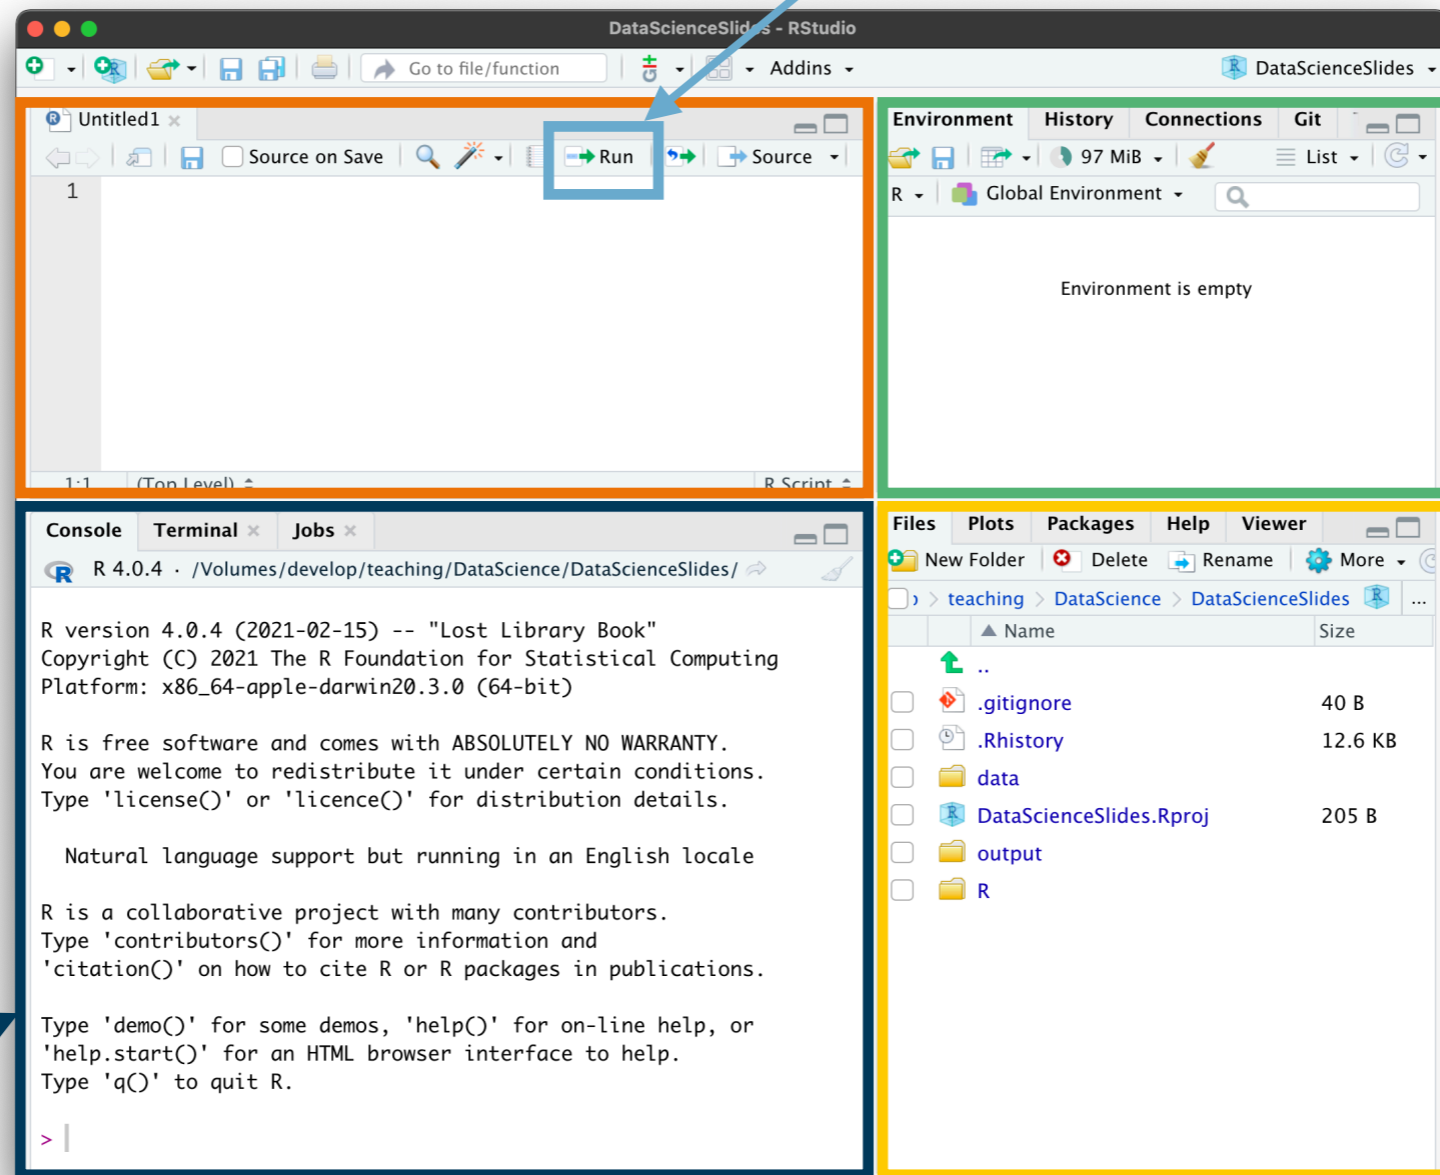 DataScienceSlides - RStudio
Go to file/function
Addins
DataScienceSlides
Untitled1
Source on Save
Run
Source
1
1:1 (Top Level)
R Script
Environment History Connections Git
97 MiB
List
R
Global Environment
Environment is empty
Console Terminal Jobs
R 4.0.4 · /Volumes/develop/teaching/DataScience/DataScienceSlides/
R version 4.0.4 (2021-02-15) -- "Lost Library Book"
Copyright (C) 2021 The R Foundation for Statistical Computing
Platform: x86_64-apple-darwin20.3.0 (64-bit)
R is free software and comes with ABSOLUTELY NO WARRANTY.
You are welcome to redistribute it under certain conditions.
Type 'license()' or 'licence()' for distribution details.
Natural language support but running in an English locale
R is a collaborative project with many contributors.
Type 'contributors()' for more information and
'citation()' on how to cite R or R packages in publications.
Type 'demo()' for some demos, 'help()' for on-line help, or
'help.start()' for an HTML browser interface to help.
Type 'q()' to quit R.
>
Files Plots Packages Help Viewer
New Folder Delete Rename More
> teaching > DataScience > DataScienceSlides ...
Name Size
..
.gitignore 40 B
.Rhistory 12.6 KB
data
DataScienceSlides.Rproj 205 B
output
R